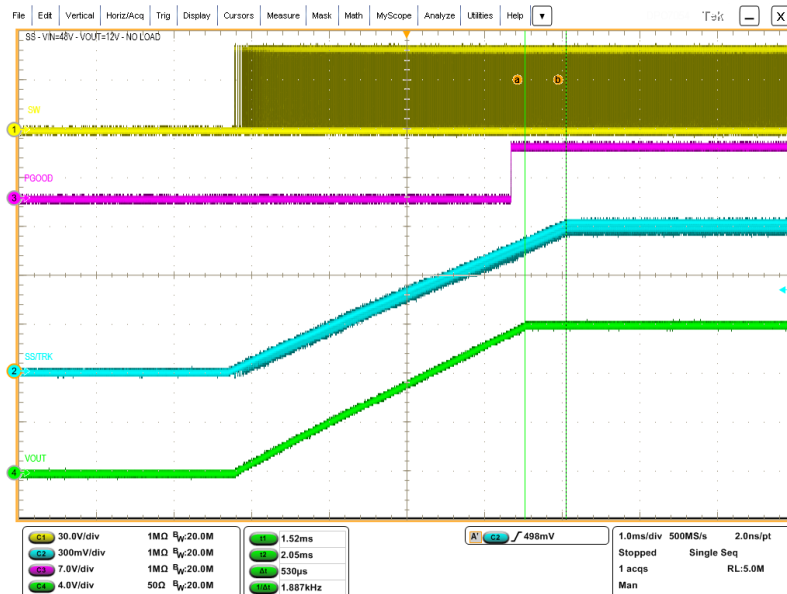 File Edit Vertical Horiz/Acq Trig Display Cursors Measure Mask Math MyScope Analyze Utilities Help Tek X
SS - VIN=48V - VOUT=12V - NO LOAD
a b
SW
1
PGOOD
3
SS/TRK
2
VOUT
4
C1 30.0V/div 1MΩ BW:20.0M
C2 300mV/div 1MΩ BW:20.0M
C3 7.0V/div 1MΩ BW:20.0M
C4 4.0V/div 50Ω BW:20.0M
t1 1.52ms
t2 2.05ms
Δt 530µs
1/Δt 1.887kHz
A' C2 498mV
1.0ms/div 500MS/s 2.0ns/pt
Stopped Single Seq
1 acqs RL:5.0M
Man